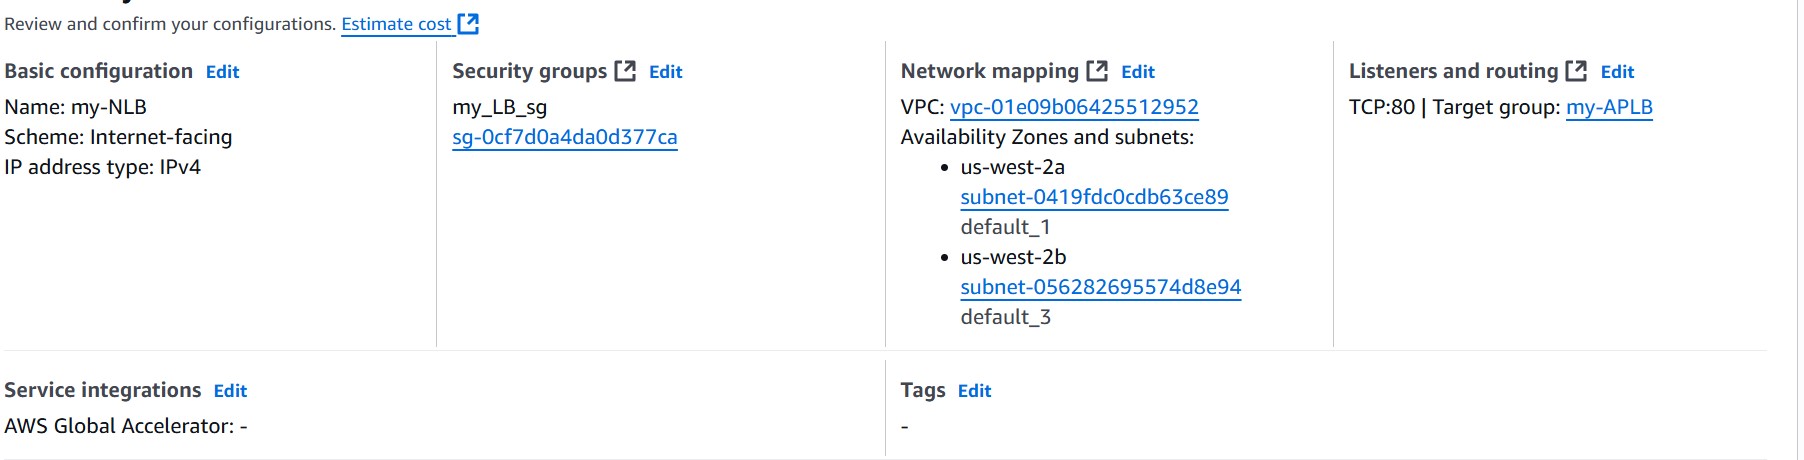 Review and confirm your configurations. Estimate cost
Basic configuration Edit
Name: my-NLB
Scheme: Internet-facing
IP address type: IPv4
Security groups Edit
my_LB_sg
sg-0cf7d0a4da0d377ca
Network mapping Edit
VPC: vpc-01e09b06425512952
Availability Zones and subnets:
• us-west-2a
subnet-0419fdc0cdb63ce89
default_1
• us-west-2b
subnet-056282695574d8e94
default_3
Listeners and routing Edit
TCP:80 | Target group: my-APLB
Service integrations Edit
AWS Global Accelerator: -
Tags Edit
-